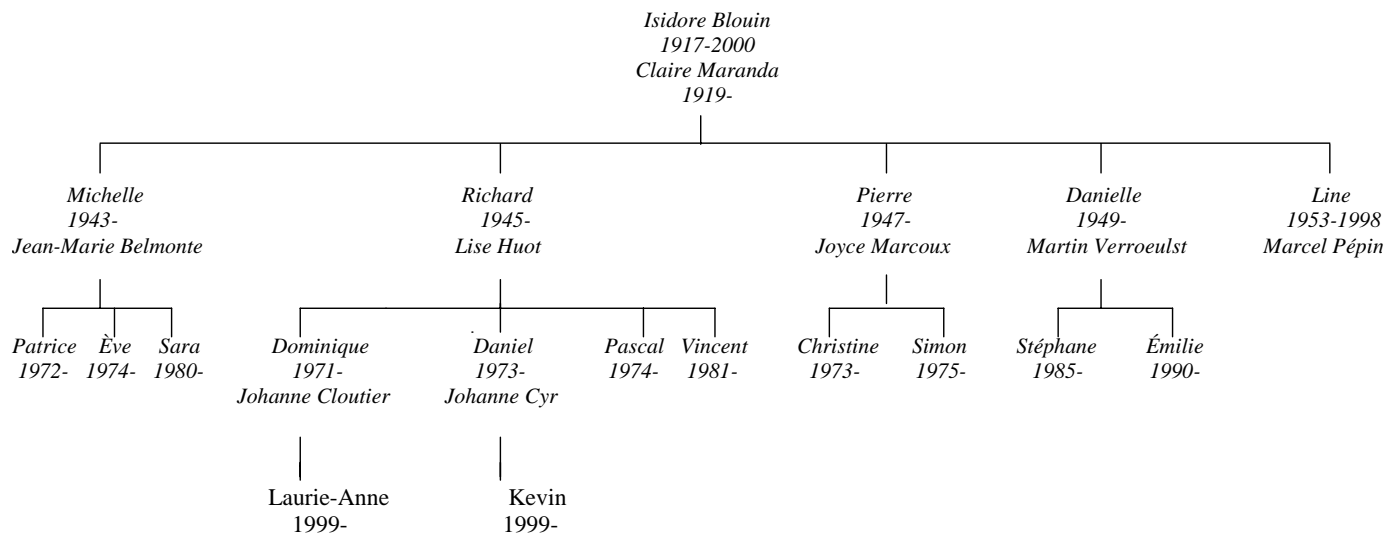 Isidore Blouin
1917-2000
Claire Maranda
1919-
Michelle
1943-
Jean-Marie Belmonte
Richard
1945-
Lise Huot
Pierre
1947-
Joyce Marcoux
Danielle
1949-
Martin Verroeulst
Line
1953-1998
Marcel Pépin
Patrice
1972-
Ève
1974-
Sara
1980-
Dominique
1971-
Johanne Cloutier
Daniel
1973-
Johanne Cyr
Pascal
1974-
Vincent
1981-
Christine
1973-
Simon
1975-
Stéphane
1985-
Émilie
1990-
Laurie-Anne
1999-
Kevin
1999-